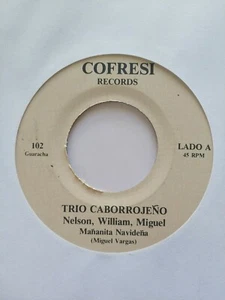 COFRESI
RECORDS
102
Guaracha
LADO A
45 RPM
TRIO CABORROJEÑO
Nelson, William, Miguel
Mañanita Navideña
(Miguel Vargas)